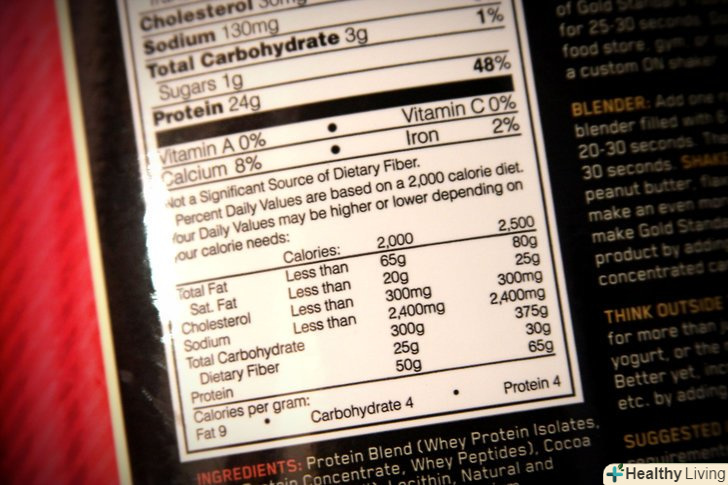 Cholesterol
Sodium 130mg
Total Carbohydrate 3g 1%
Sugars 1g
Protein 24g 48%
Vitamin A 0% • Vitamin C 0%
Calcium 8% • Iron 2%
Not a Significant Source of Dietary Fiber.
Percent Daily Values are based on a 2,000 calorie diet.
Your Daily Values may be higher or lower depending on
your calorie needs:
Calories: 2,000 2,500
Total Fat Less than 65g 80g
Sat. Fat Less than 20g 25g
Cholesterol Less than 300mg 300mg
Sodium Less than 2,400mg 2,400mg
Total Carbohydrate 300g 375g
Dietary Fiber 25g 30g
Protein 50g 65g
Calories per gram:
Fat 9 • Carbohydrate 4 • Protein 4
INGREDIENTS: Protein Blend (Whey Protein Isolates,
Concentrate, Whey Peptides), Cocoa
Lecithin, Natural and
of Gold
for 25-30 seconds
food store, gym, or
a custom ON shaker
BLENDER: Add one
blender filled with
20-30 seconds.
30 seconds.
peanut butter,
make an even
make Gold
product by
concentrated
THINK OUTSIDE
for more than
yogurt, or the
Better yet,
etc. by adding
SUGGESTED
Healthy Living